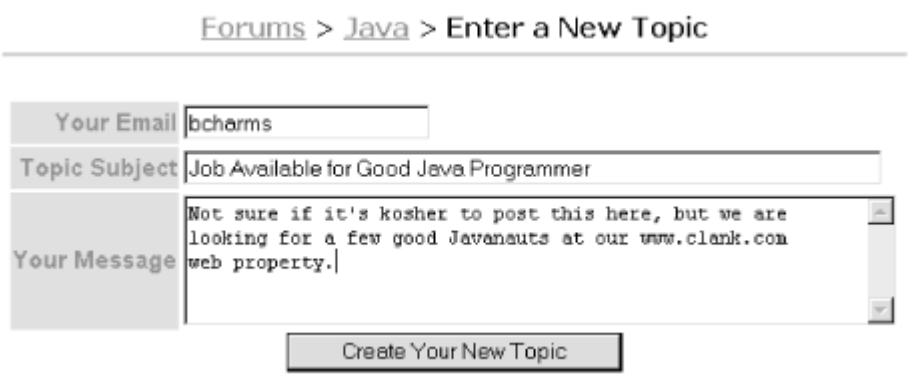 Forums > Java > Enter a New Topic
Your Email bcharms
Topic Subject Job Available for Good Java Programmer
Not sure if it's kosher to post this here, but we are
looking for a few good Javanauts at our www.clank.com
Your Message web property.
Create Your New Topic